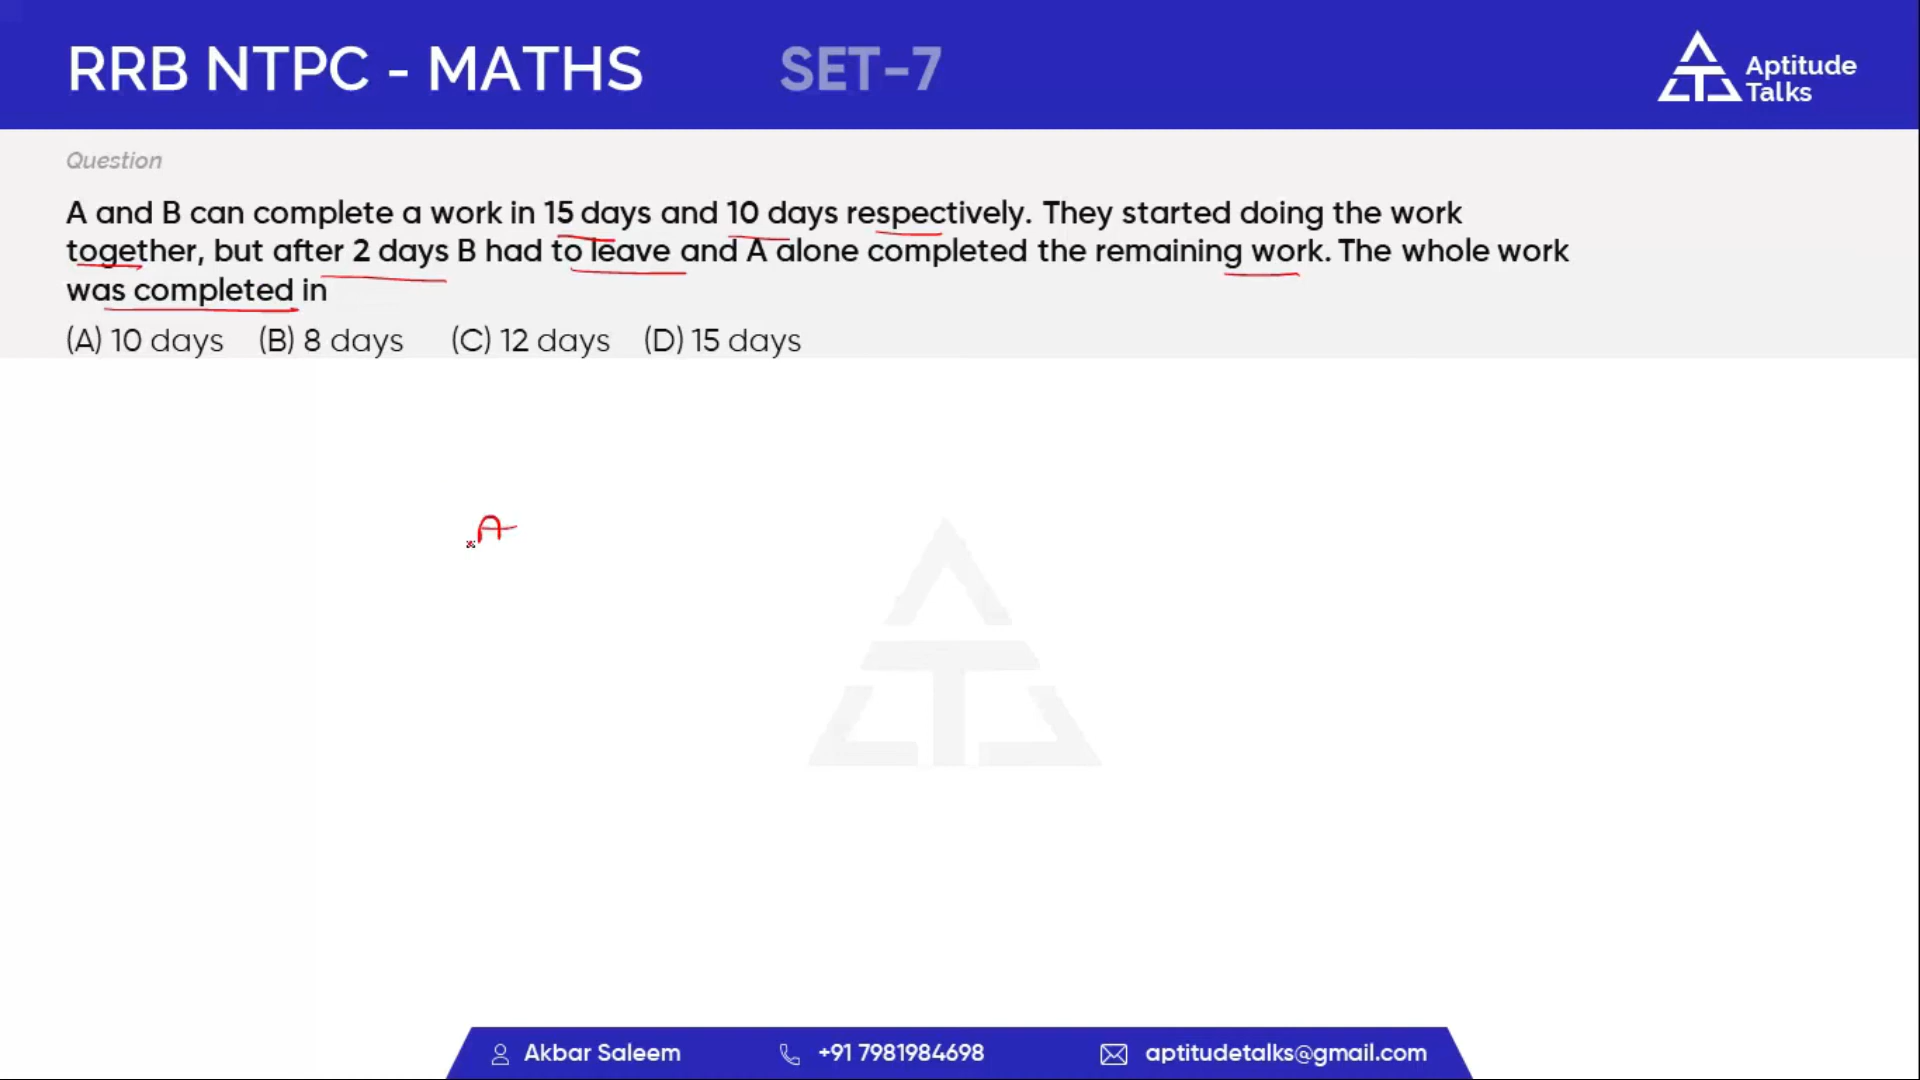 RRB NTPC - MATHS SET-7
Aptitude
Talks
Question
A and B can complete a work in 15 days and 10 days respectively. They started doing the work
together, but after 2 days B had to leave and A alone completed the remaining work. The whole work
was completed in
(A) 10 days (B) 8 days (C) 12 days (D) 15 days
A
Akbar Saleem +91 7981984698 aptitudetalks@gmail.com